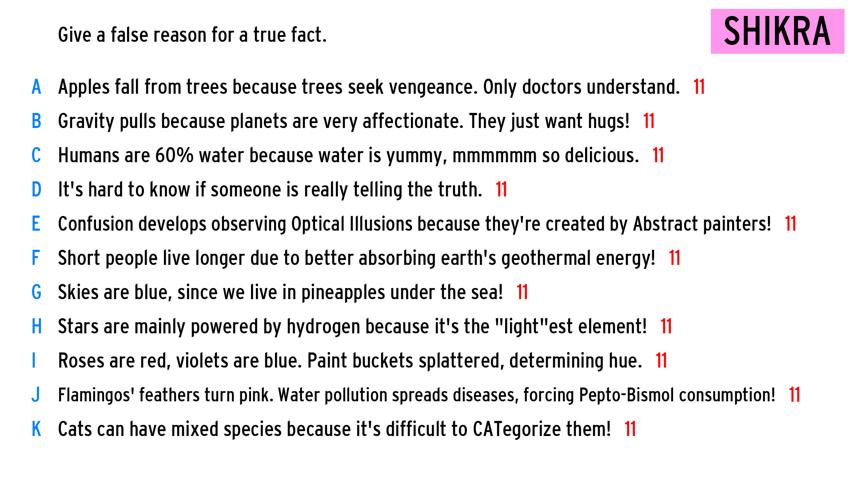 Give a false reason for a true fact.
SHIKRA
A Apples fall from trees because trees seek vengeance. Only doctors understand. 11
B Gravity pulls because planets are very affectionate. They just want hugs! 11
C Humans are 60% water because water is yummy, mmmmmm so delicious. 11
D It's hard to know if someone is really telling the truth. 11
E Confusion develops observing Optical Illusions because they're created by Abstract painters! 11
F Short people live longer due to better absorbing earth's geothermal energy! 11
G Skies are blue, since we live in pineapples under the sea! 11
H Stars are mainly powered by hydrogen because it's the "light"est element! 11
I Roses are red, violets are blue. Paint buckets splattered, determining hue. 11
J Flamingos' feathers turn pink. Water pollution spreads diseases, forcing Pepto-Bismol consumption! 11
K Cats can have mixed species because it's difficult to CATegorize them! 11